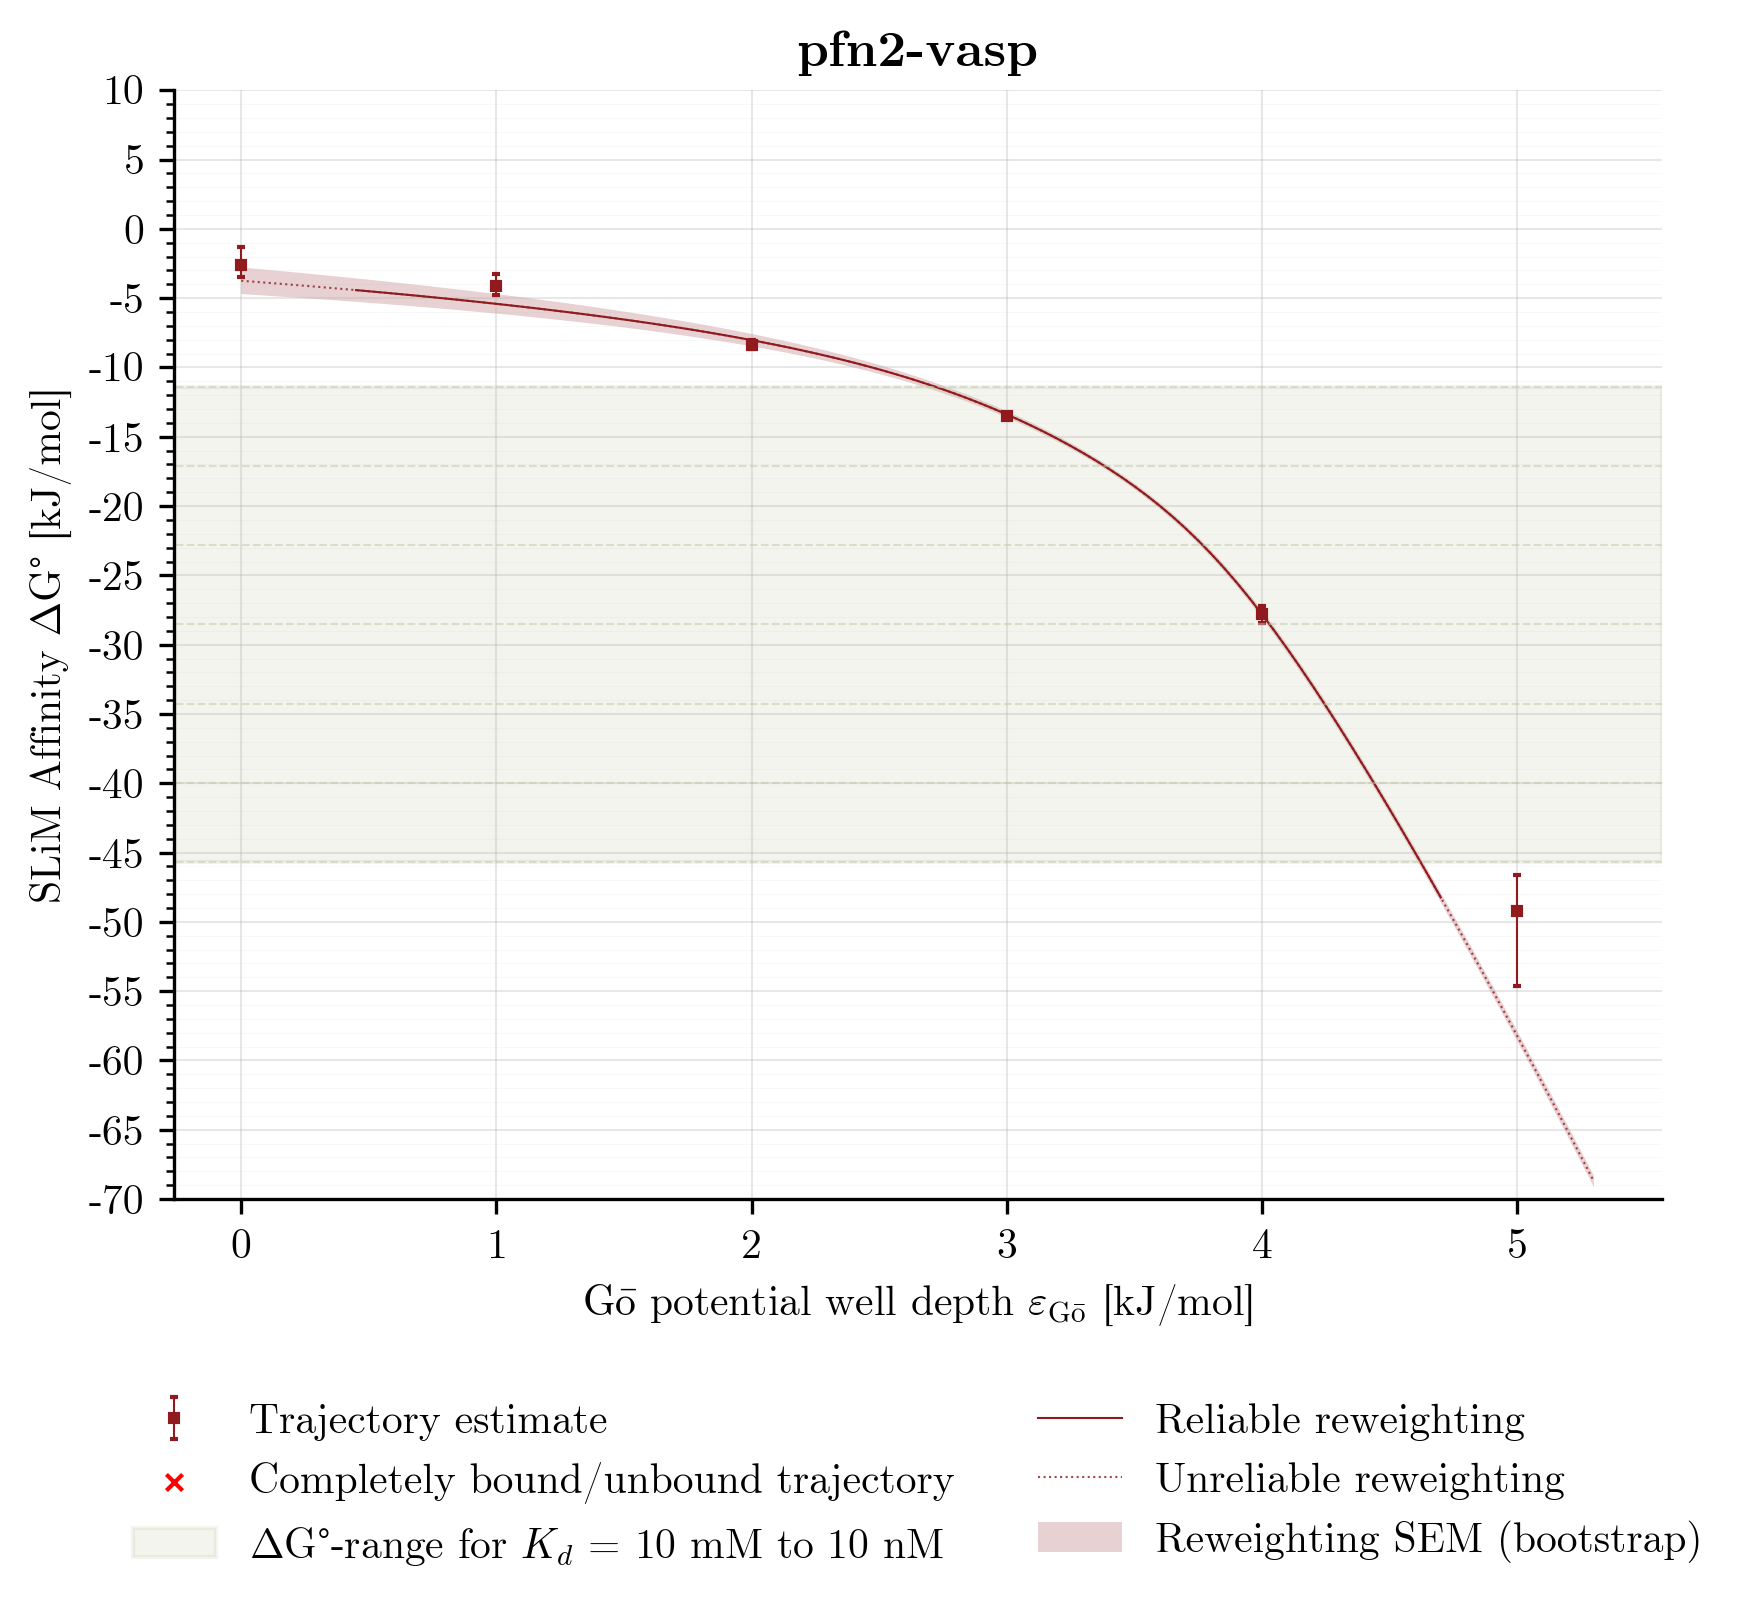 pfn2-vasp
10
5
0
-5
-10
-15
-20
-25
-30
-35
-40
-45
-50
-55
-60
-65
-70
SLiM Affinity ΔG° [kJ/mol]
0 1 2 3 4 5
Gō potential well depth εGō [kJ/mol]
Trajectory estimate
Completely bound/unbound trajectory
ΔG°-range for Kd = 10 mM to 10 nM
Reliable reweighting
Unreliable reweighting
Reweighting SEM (bootstrap)